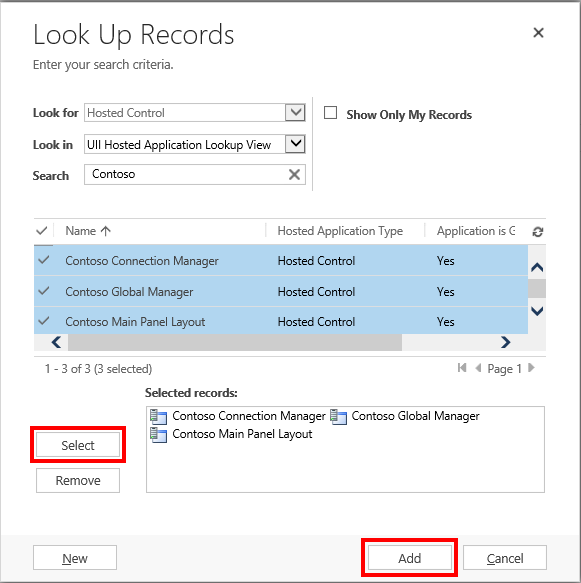 Look Up Records
Enter your search criteria.
Look for Hosted Control
Show Only My Records
Look in UII Hosted Application Lookup View
Search Contoso
Name Hosted Application Type Application is G
Contoso Connection Manager Hosted Control Yes
Contoso Global Manager Hosted Control Yes
Contoso Main Panel Layout Hosted Control Yes
1 - 3 of 3 (3 selected) Page 1
Selected records:
Contoso Connection Manager Contoso Global Manager
Contoso Main Panel Layout
Select
Remove
New Add Cancel